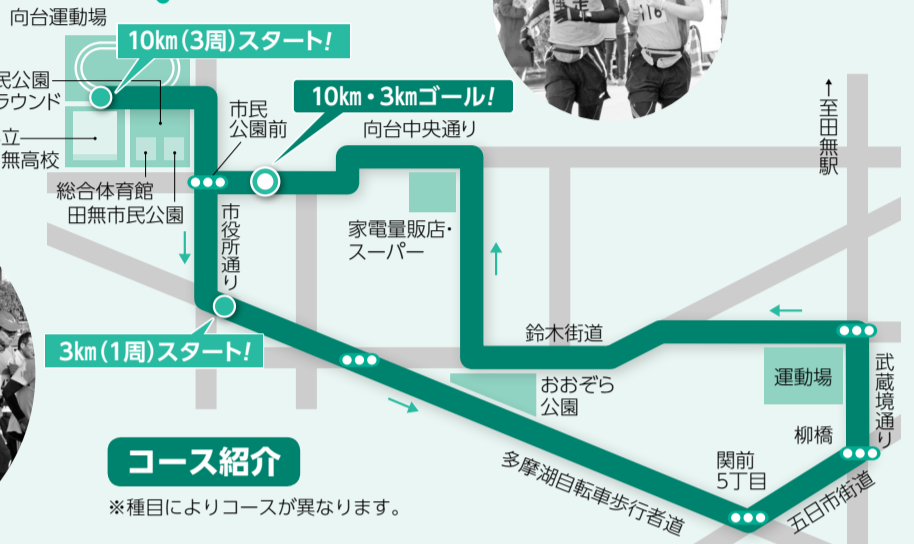 向台運動場
10km（3周）スタート！
民公園
ラウンド
立
無高校
総合体育館
田無市民公園
市民
公園前
10km・3kmゴール！
向台中央通り
↑至田無駅
家電量販店・
スーパー
市役所通り
3km（1周）スタート！
鈴木街道
おおぞら
公園
運動場
武蔵境通り
柳橋
関前
5丁目
五日市街道
多摩湖自転車歩行者道
コース紹介
※種目によりコースが異なります。